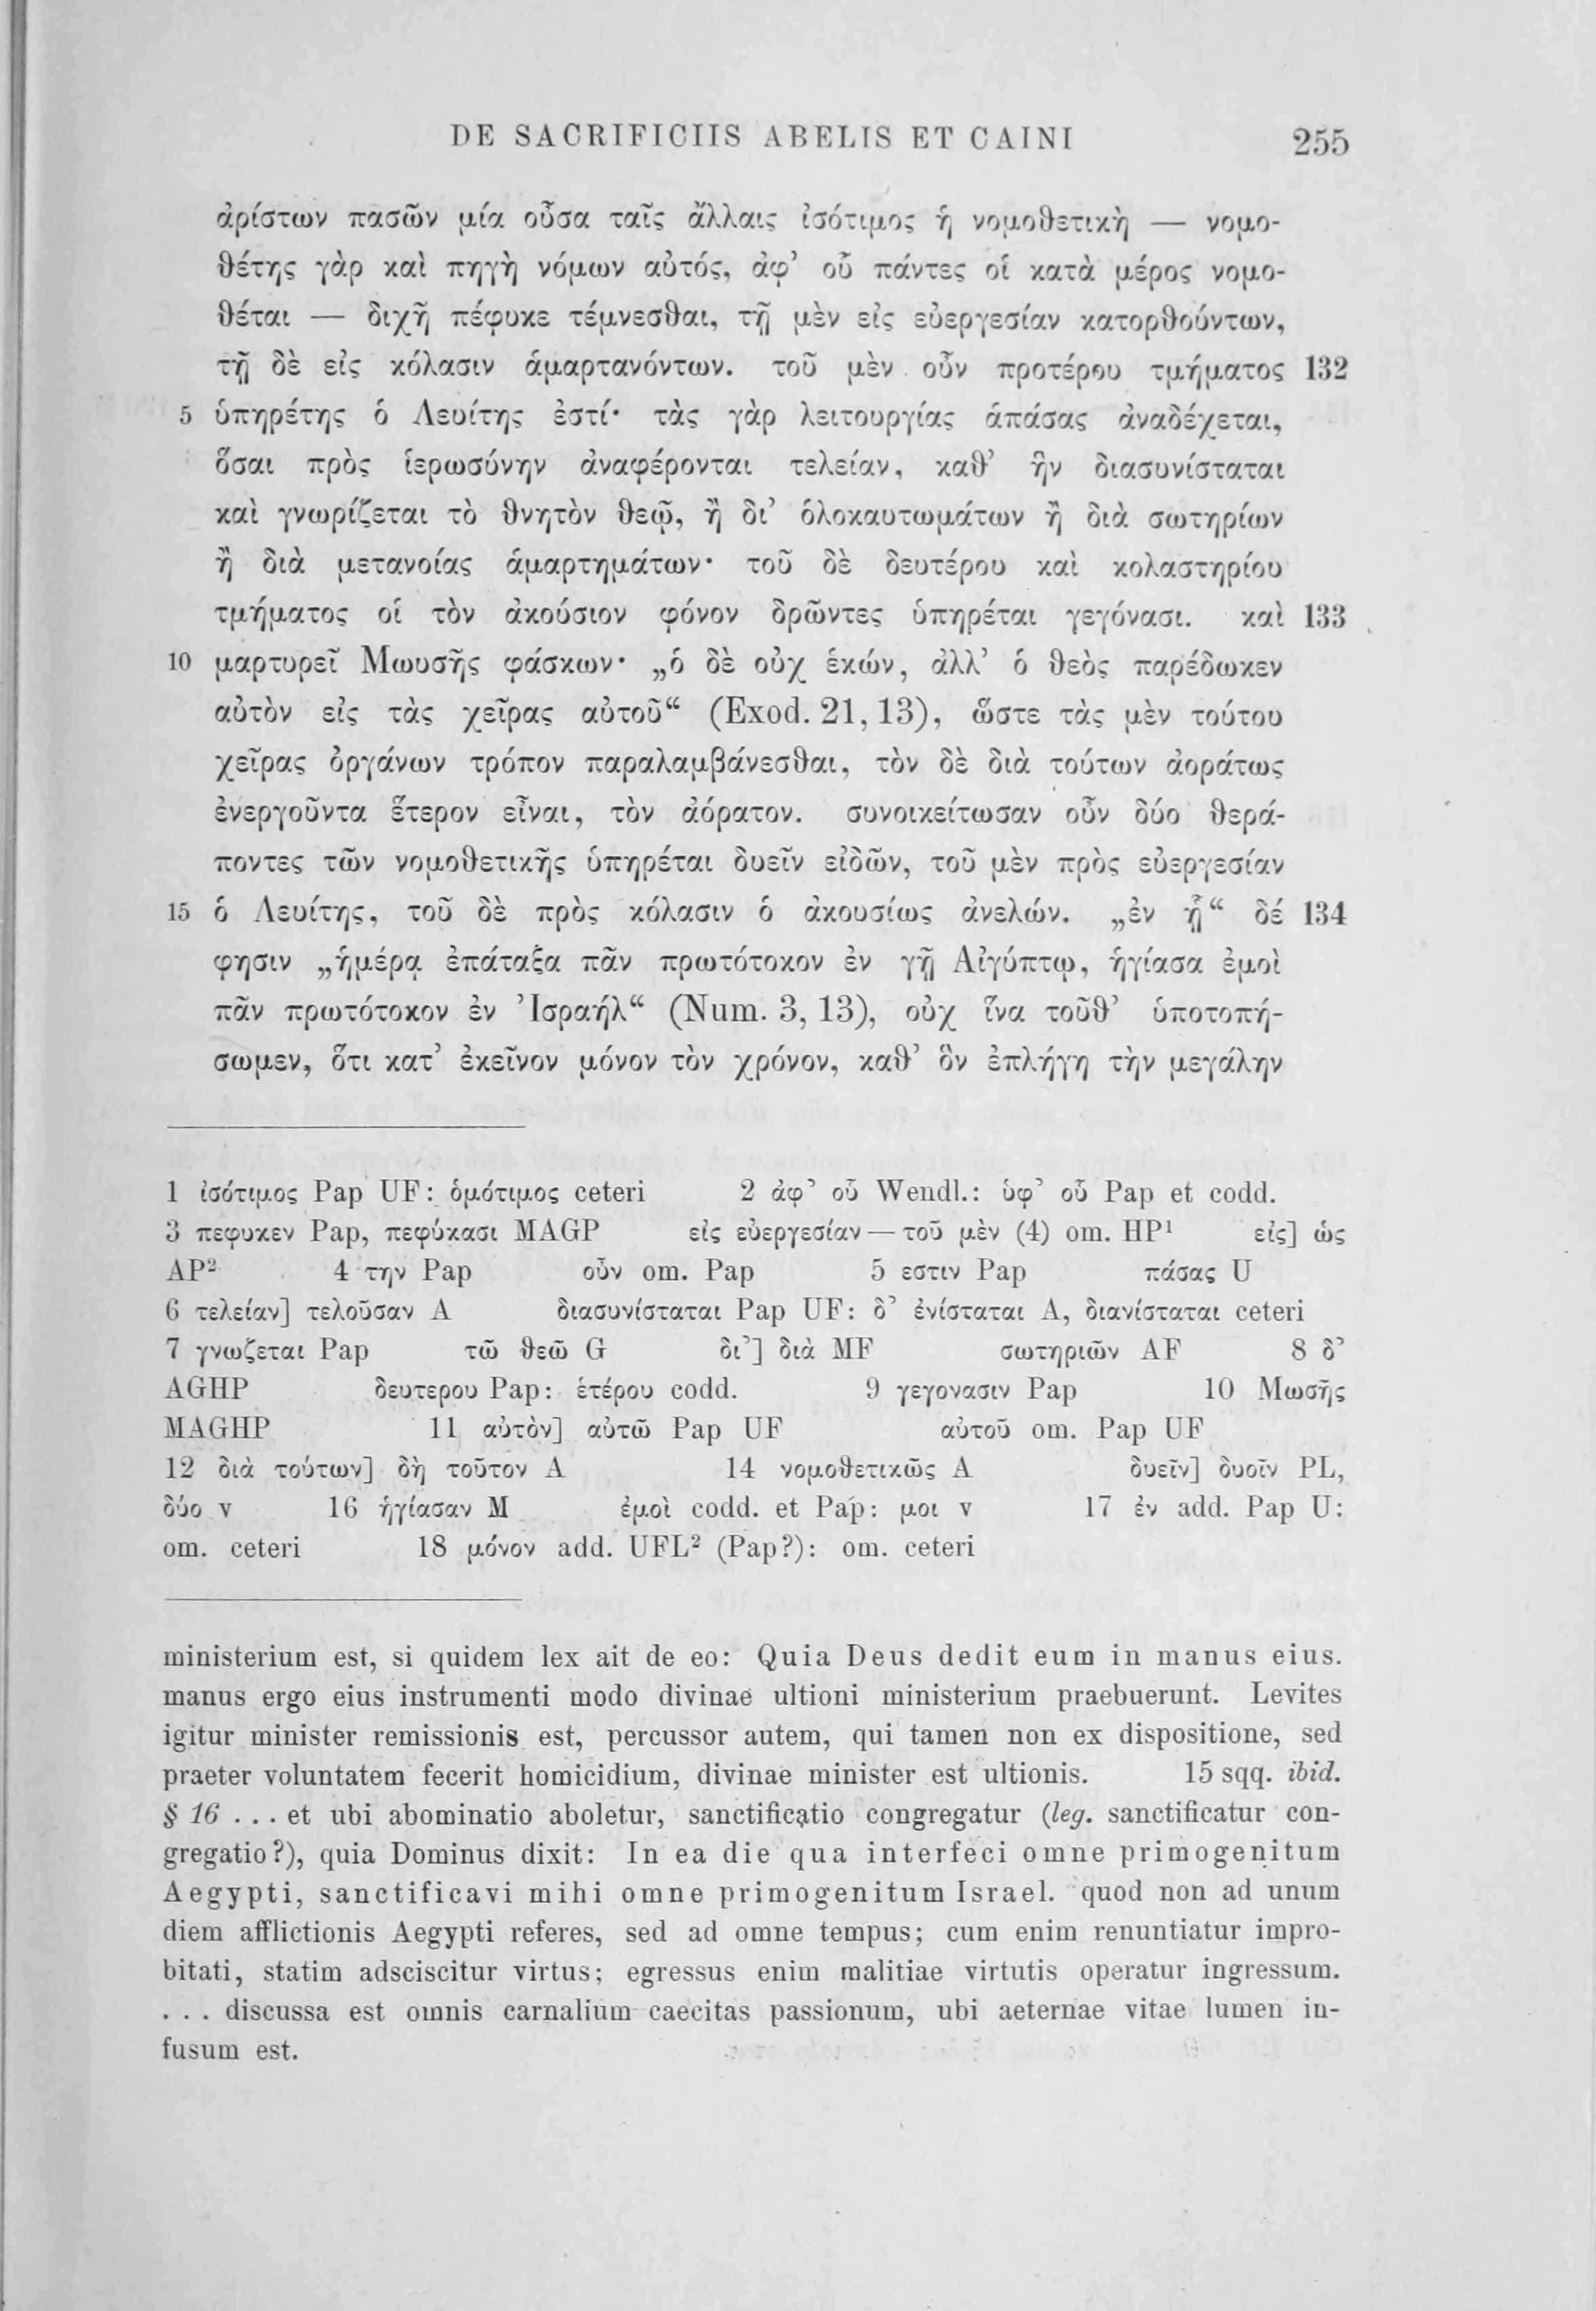 DE SACRIFICIIS ABELIS ET CAINI 255
ἀρίστων πασῶν μία οὖσα ταῖς ἄλλαις ἰσότιμος ἡ νομοθετικὴ — νομο-
θέτης γὰρ καὶ πηγὴ νόμων αὐτός, ἀφ’ οὗ πάντες οἱ κατὰ μέρος νομο-
θέται — διχῇ πέφυκε τέμνεσθαι, τῇ μὲν εἰς εὐεργεσίαν κατορθούντων,
τῇ δὲ εἰς κόλασιν ἁμαρτανόντων. τοῦ μὲν οὖν προτέρου τμήματος 132
5 ὑπηρέτης ὁ Λευίτης ἐστί· τὰς γὰρ λειτουργίας ἁπάσας ἀναδέχεται,
ὅσαι πρὸς ἱερωσύνην ἀναφέρονται τελείαν, καθ’ ἣν διασυνίσταται
καὶ γνωρίζεται τὸ θνητὸν θεῷ, ἢ δι’ ὁλοκαυτωμάτων ἢ διὰ σωτηρίων
ἢ διὰ μετανοίας ἁμαρτημάτων· τοῦ δὲ δευτέρου καὶ κολαστηρίου
τμήματος οἱ τὸν ἀκούσιον φόνον δρῶντες ὑπηρέται γεγόνασι. καὶ 133
10 μαρτυρεῖ Μωυσῆς φάσκων· „ὁ δὲ οὐχ ἑκών, ἀλλ’ ὁ θεὸς παρέδωκεν
αὐτὸν εἰς τὰς χεῖρας αὐτοῦ“ (Exod. 21, 13), ὥστε τὰς μὲν τούτου
χεῖρας ὀργάνων τρόπον παραλαμβάνεσθαι, τὸν δὲ διὰ τούτων ἀοράτως
ἐνεργοῦντα ἕτερον εἶναι, τὸν ἀόρατον. συνοικείτωσαν οὖν δύο θερά-
ποντες τῶν νομοθετικῆς ὑπηρέται δυεῖν εἰδῶν, τοῦ μὲν πρὸς εὐεργεσίαν
15 ὁ Λευίτης, τοῦ δὲ πρὸς κόλασιν ὁ ἀκουσίως ἀνελών. „ἐν ᾗ“ δέ 134
φησιν „ἡμέρᾳ ἐπάταξα πᾶν πρωτότοκον ἐν γῇ Αἰγύπτῳ, ἡγίασα ἐμοὶ
πᾶν πρωτότοκον ἐν Ἰσραήλ“ (Num. 3, 13), οὐχ ἵνα τοῦθ’ ὑποτοπή-
σωμεν, ὅτι κατ’ ἐκεῖνον μόνον τὸν χρόνον, καθ’ ὃν ἐπλήγη τὴν μεγάλην
1 ἰσότιμος Pap UF: ὁμότιμος ceteri 2 ἀφ’ οὗ Wendl.: ὑφ’ οὗ Pap et codd.
3 πεφυκεν Pap, πεφύκασι MAGP εἰς εὐεργεσίαν — τοῦ μὲν (4) om. HP¹ εἰς] ὡς
AP² 4 την Pap οὖν om. Pap 5 εστιν Pap πάσας U
6 τελείαν] τελοῦσαν A διασυνίσταται Pap UF: δ’ ἐνίσταται A, διανίσταται ceteri
7 γνωζεται Pap τῶ θεῶ G δι’] διὰ MF σωτηριῶν AF 8 δ’
AGHP δευτερου Pap: ἑτέρου codd. 9 γεγονασιν Pap 10 Μωσῆς
MAGHP 11 αὐτὸν] αὐτῶ Pap UF αὐτοῦ om. Pap UF
12 διὰ τούτων] δὴ τοῦτον A 14 νομοθετικῶς A δυεῖν] δυοῖν PL,
δύο v 16 ἡγίασαν M ἐμοὶ codd. et Pap: μοι v 17 ἐν add. Pap U:
om. ceteri 18 μόνον add. UFL² (Pap?): om. ceteri
ministerium est, si quidem lex ait de eo: Quia Deus dedit eum in manus eius.
manus ergo eius instrumenti modo divinae ultioni ministerium praebuerunt. Levites
igitur minister remissionis est, percussor autem, qui tamen non ex dispositione, sed
praeter voluntatem fecerit homicidium, divinae minister est ultionis. 15 sqq. ibid.
§ 16 . . . et ubi abominatio aboletur, sanctificatio congregatur (leg. sanctificatur con-
gregatio?), quia Dominus dixit: In ea die qua interfeci omne primogenitum
Aegypti, sanctificavi mihi omne primogenitum Israel. quod non ad unum
diem afflictionis Aegypti referes, sed ad omne tempus; cum enim renuntiatur impro-
bitati, statim adsciscitur virtus; egressus enim malitiae virtutis operatur ingressum.
. . . discussa est omnis carnalium caecitas passionum, ubi aeternae vitae lumen in-
fusum est.